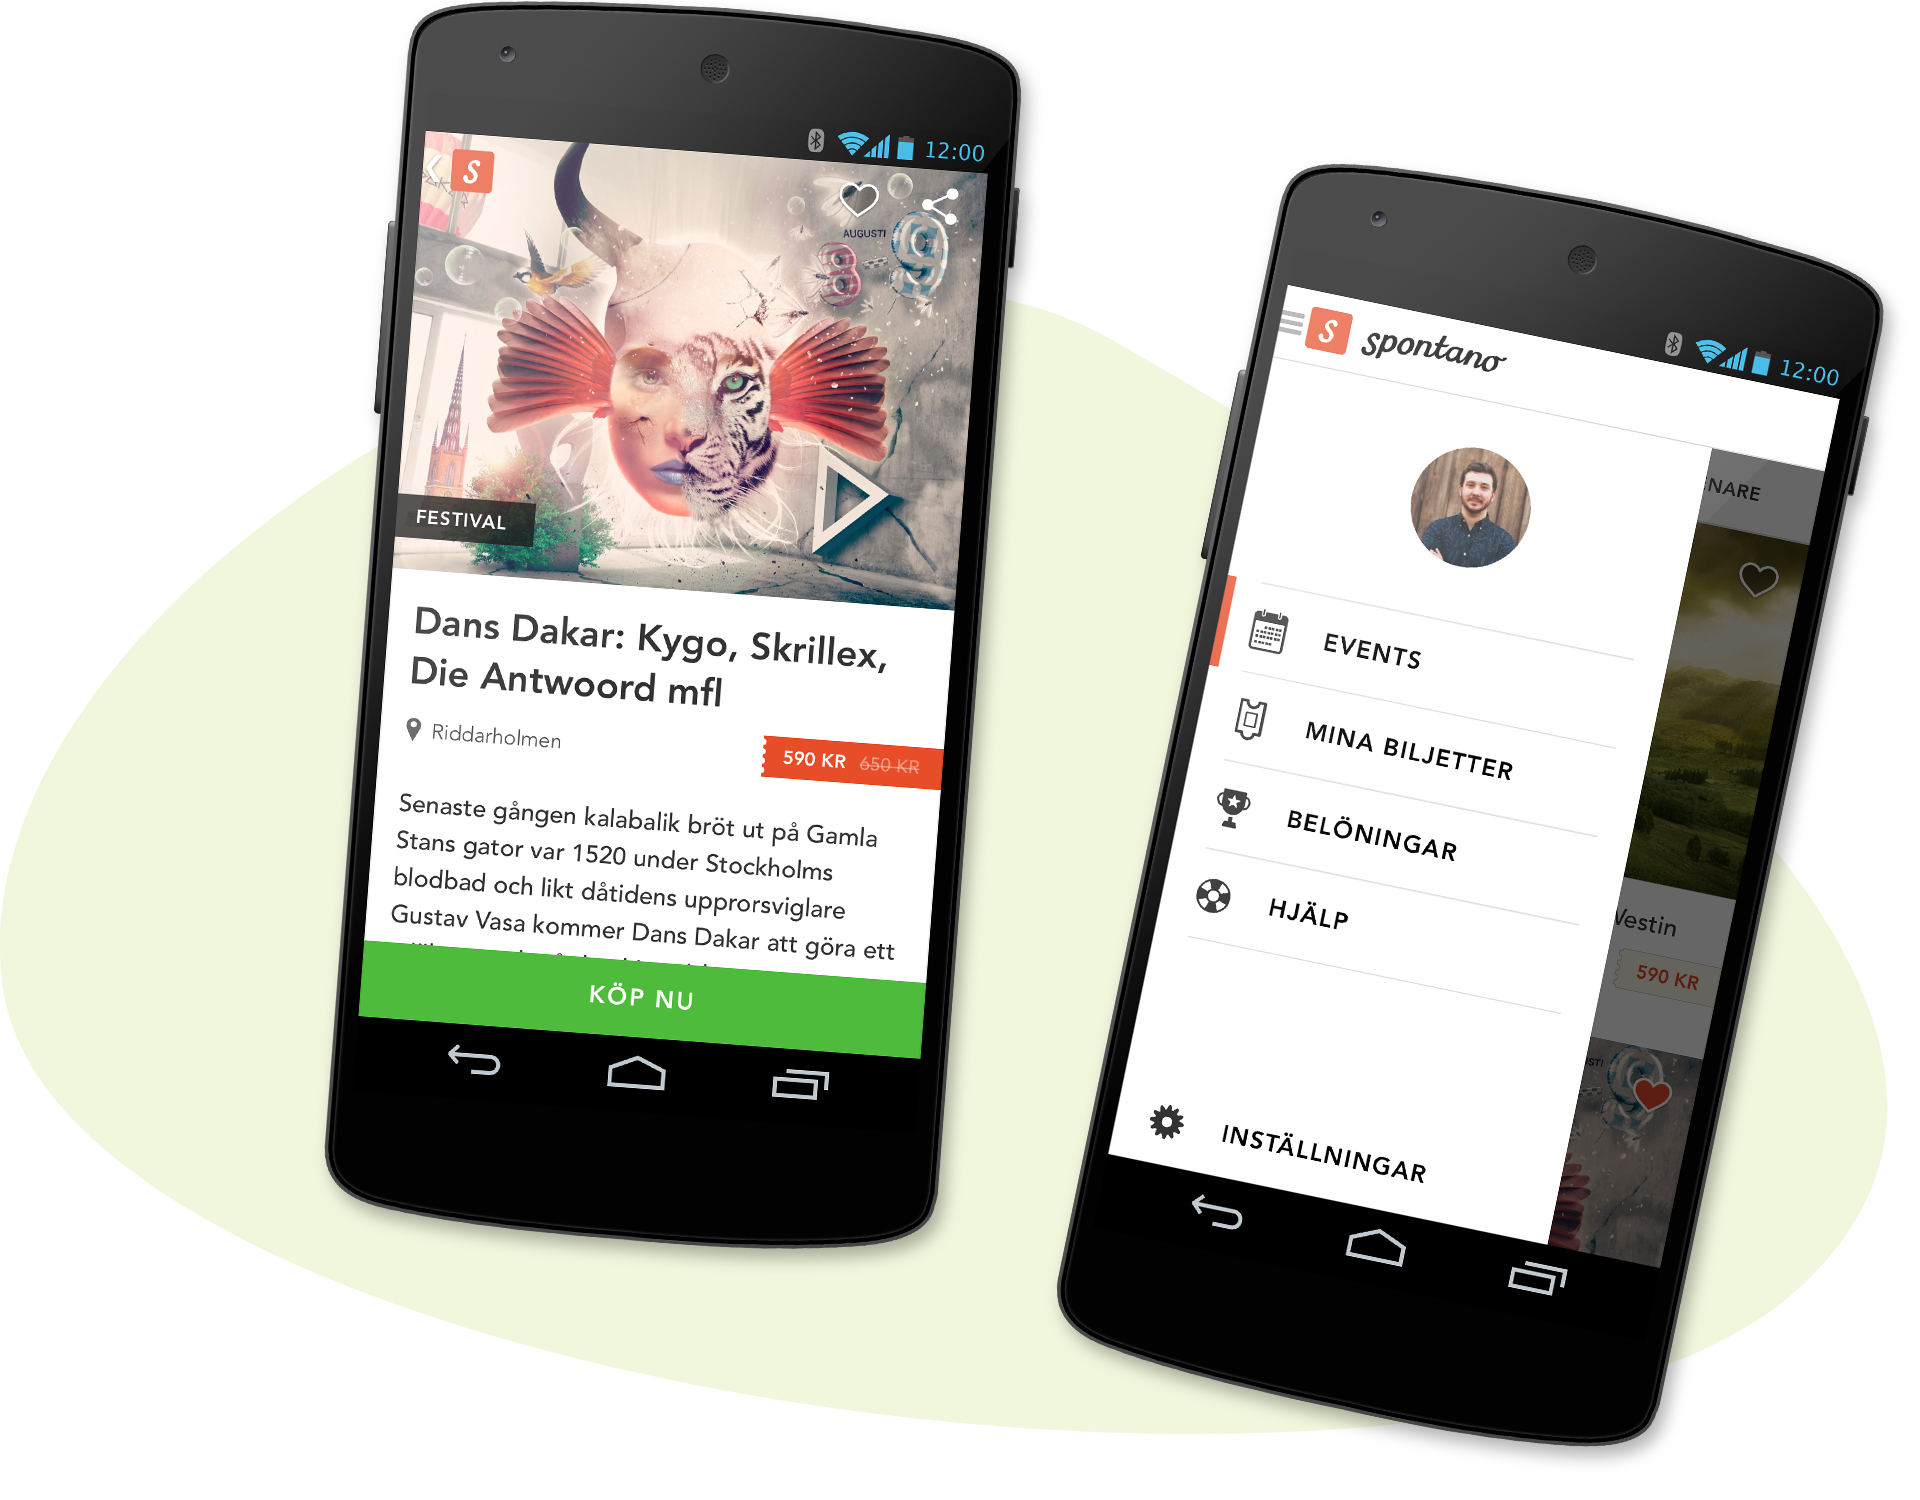 12:00
S
AUGUSTI
8-9
FESTIVAL
Dans Dakar: Kygo, Skrillex,
Die Antwoord mfl
Riddarholmen
590 KR 650 KR
Senaste gången kalabalik bröt ut på Gamla
Stans gator var 1520 under Stockholms
blodbad och likt dåtidens upprorsviglare
Gustav Vasa kommer Dans Dakar att göra ett
KÖP NU
12:00
S spontano
NARE
EVENTS
MINA BILJETTER
BELÖNINGAR
HJÄLP
Westin
590 KR
STI
9
INSTÄLLNINGAR